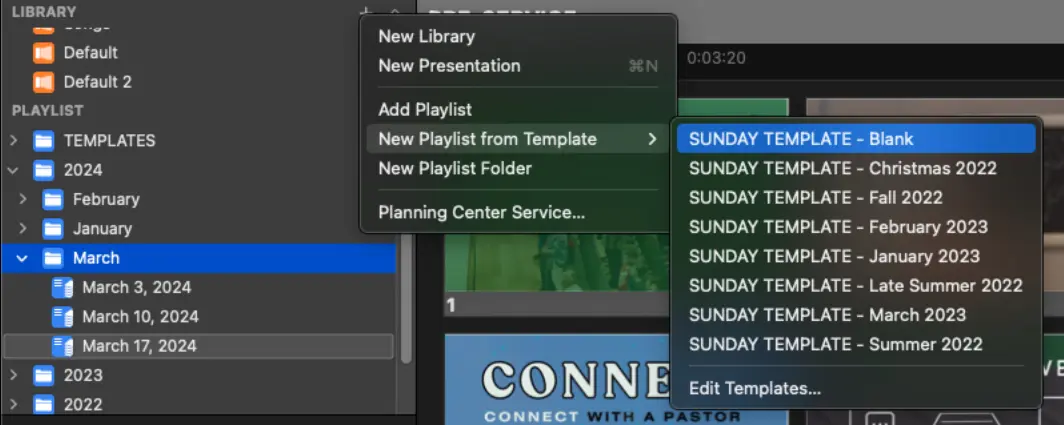 LIBRARY
Songs
Default
Default 2
PLAYLIST
TEMPLATES
2024
February
January
March
March 3, 2024
March 10, 2024
March 17, 2024
2023
2022
New Library
New Presentation ⌘N
Add Playlist
New Playlist from Template
New Playlist Folder
Planning Center Service...
SUNDAY TEMPLATE - Blank
SUNDAY TEMPLATE - Christmas 2022
SUNDAY TEMPLATE - Fall 2022
SUNDAY TEMPLATE - February 2023
SUNDAY TEMPLATE - January 2023
SUNDAY TEMPLATE - Late Summer 2022
SUNDAY TEMPLATE - March 2023
SUNDAY TEMPLATE - Summer 2022
Edit Templates...
PRE-SERVICE
0:03:20
1
CONNE
CONNECT WITH A PASTOR